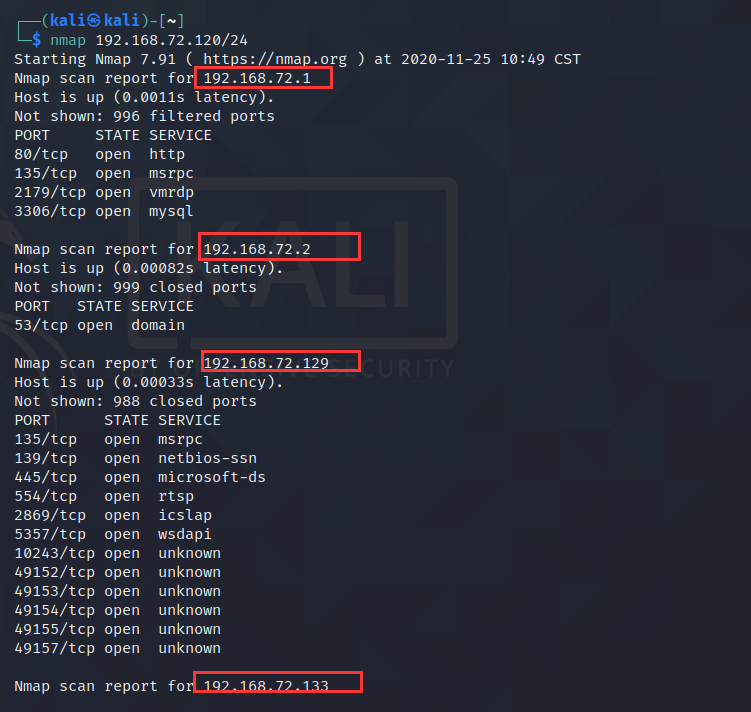 ┌──(kali㉿kali)-[~]
└─$ nmap 192.168.72.120/24
Starting Nmap 7.91 ( https://nmap.org ) at 2020-11-25 10:49 CST
Nmap scan report for 192.168.72.1
Host is up (0.0011s latency).
Not shown: 996 filtered ports
PORT     STATE SERVICE
80/tcp   open  http
135/tcp  open  msrpc
2179/tcp open  vmrdp
3306/tcp open  mysql

Nmap scan report for 192.168.72.2
Host is up (0.00082s latency).
Not shown: 999 closed ports
PORT   STATE SERVICE
53/tcp open  domain

Nmap scan report for 192.168.72.129
Host is up (0.00033s latency).
Not shown: 988 closed ports
PORT      STATE SERVICE
135/tcp   open  msrpc
139/tcp   open  netbios-ssn
445/tcp   open  microsoft-ds
554/tcp   open  rtsp
2869/tcp  open  icslap
5357/tcp  open  wsdapi
10243/tcp open  unknown
49152/tcp open  unknown
49153/tcp open  unknown
49154/tcp open  unknown
49155/tcp open  unknown
49157/tcp open  unknown

Nmap scan report for 192.168.72.133
KALI
SECURITY